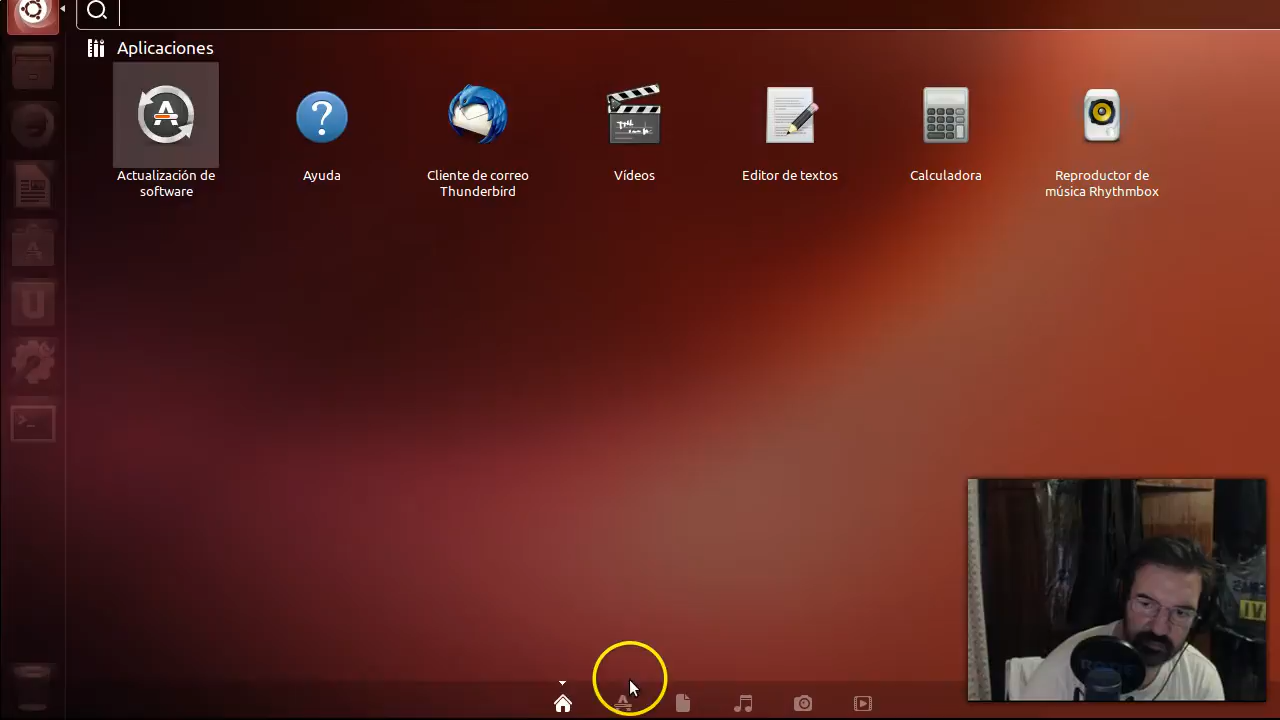 Aplicaciones
Actualización de
software
Ayuda
Cliente de correo
Thunderbird
Vídeos
Editor de textos
Calculadora
Reproductor de
música Rhythmbox